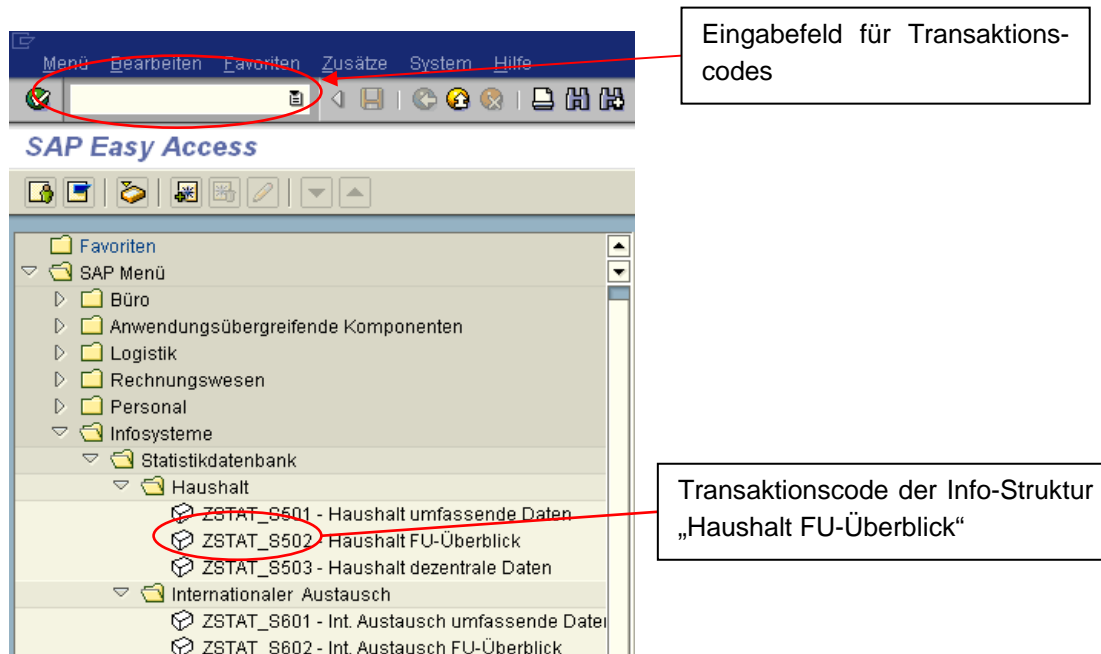 Eingabefeld für Transaktions-
codes
Menü Bearbeiten Favoriten Zusätze System Hilfe
SAP Easy Access
Favoriten
SAP Menü
Büro
Anwendungsübergreifende Komponenten
Logistik
Rechnungswesen
Personal
Infosysteme
Statistikdatenbank
Haushalt
ZSTAT_S501 - Haushalt umfassende Daten
ZSTAT_S502 - Haushalt FU-Überblick
ZSTAT_S503 - Haushalt dezentrale Daten
Transaktionscode der Info-Struktur
„Haushalt FU-Überblick“
Internationaler Austausch
ZSTAT_S601 - Int. Austausch umfassende Date
ZSTAT_S602 - Int. Austausch FU-Überblick